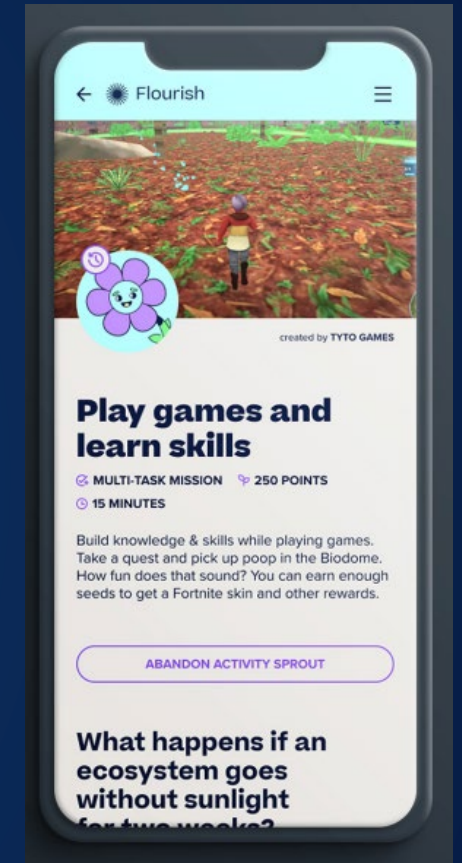 Flourish
created by TYTO GAMES
Play games and
learn skills
MULTI-TASK MISSION 250 POINTS
15 MINUTES
Build knowledge & skills while playing games.
Take a quest and pick up poop in the Biodome.
How fun does that sound? You can earn enough
seeds to get a Fortnite skin and other rewards.
ABANDON ACTIVITY SPROUT
What happens if an
ecosystem goes
without sunlight
for two weeks?